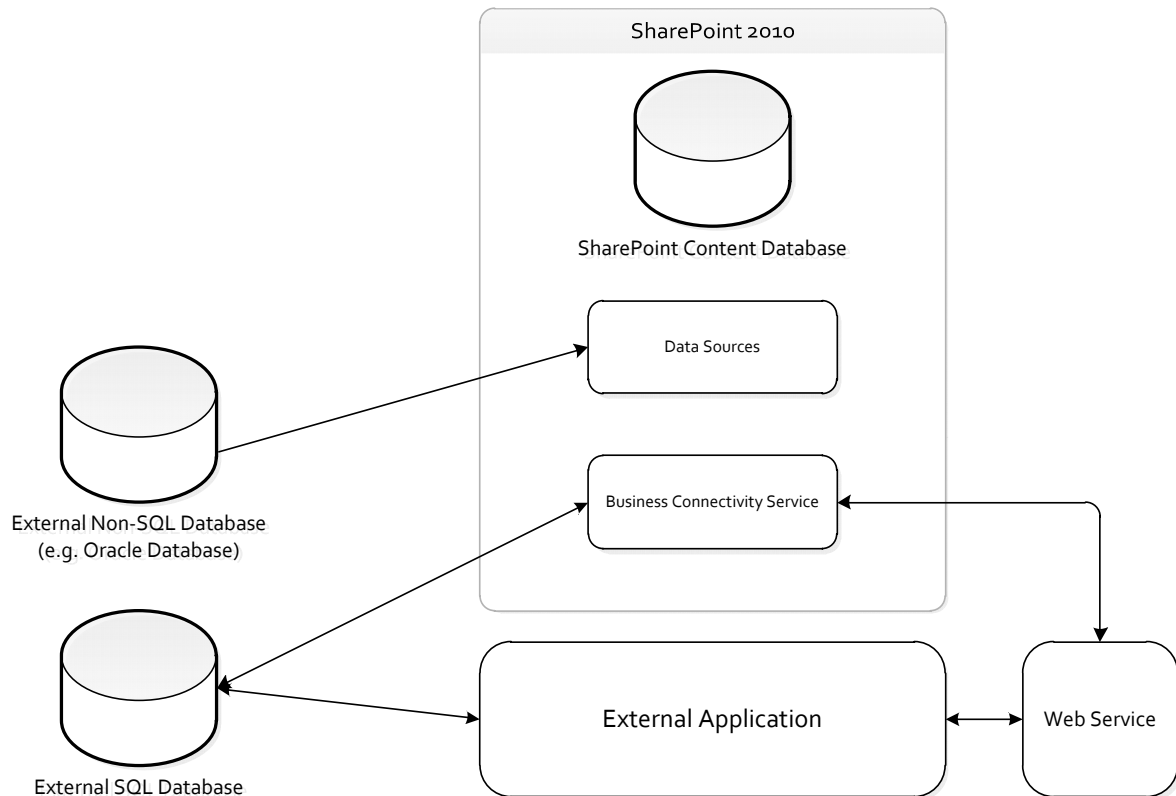 SharePoint 2010
SharePoint Content Database
Data Sources
External Non-SQL Database
(e.g. Oracle Database)
Business Connectivity Service
External SQL Database
External Application
Web Service